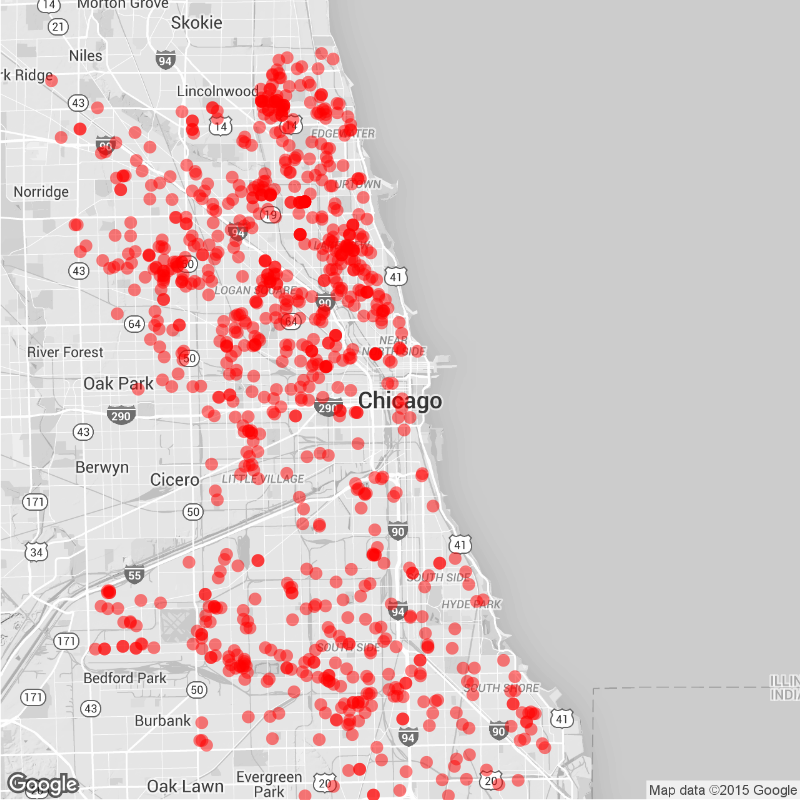 14
Morton Grove
21
Skokie
Niles
94
rk Ridge
Lincolnwood
43
14
14
EDGEWATER
90
UPTOWN
Norridge
19
94
43
50
41
LOGAN SQUARE
90
64
64
NEAR
NORTH SIDE
River Forest
50
Oak Park
290
290
Chicago
43
Berwyn
Cicero
LITTLE VILLAGE
171
50
90
34
41
55
SOUTH SIDE
HYDE PARK
94
171
SOUTH SIDE
Bedford Park
50
SOUTH SHORE
ILLIN
INDIA
171
43
Burbank
41
90
94
Oak Lawn
Evergreen
Park
20
20
Google
Map data ©2015 Google